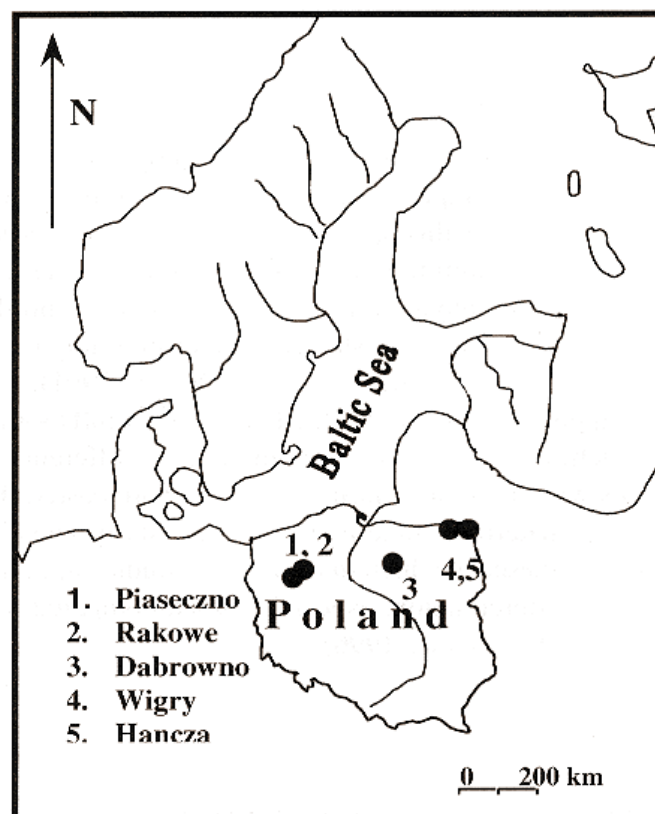 N
Baltic Sea
1, 2
3
4,5
Poland
1. Piaseczno
2. Rakowe
3. Dabrowno
4. Wigry
5. Hancza
0 200 km